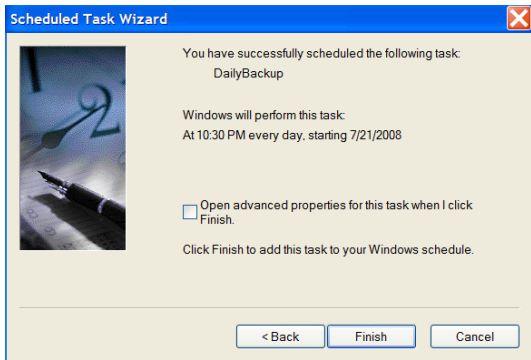 Scheduled Task Wizard
You have successfully scheduled the following task:
DailyBackup
Windows will perform this task:
At 10:30 PM every day, starting 7/21/2008
Open advanced properties for this task when I click
Finish.
Click Finish to add this task to your Windows schedule.
< Back
Finish
Cancel